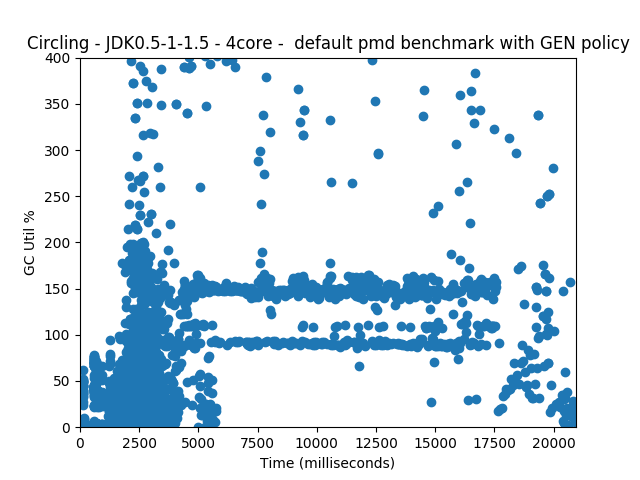 Circling - JDK0.5-1-1.5 - 4core -  default pmd benchmark with GEN policy
400
350
300
250
200
150
100
50
0
GC Util %
0 2500 5000 7500 10000 12500 15000 17500 20000
Time (milliseconds)